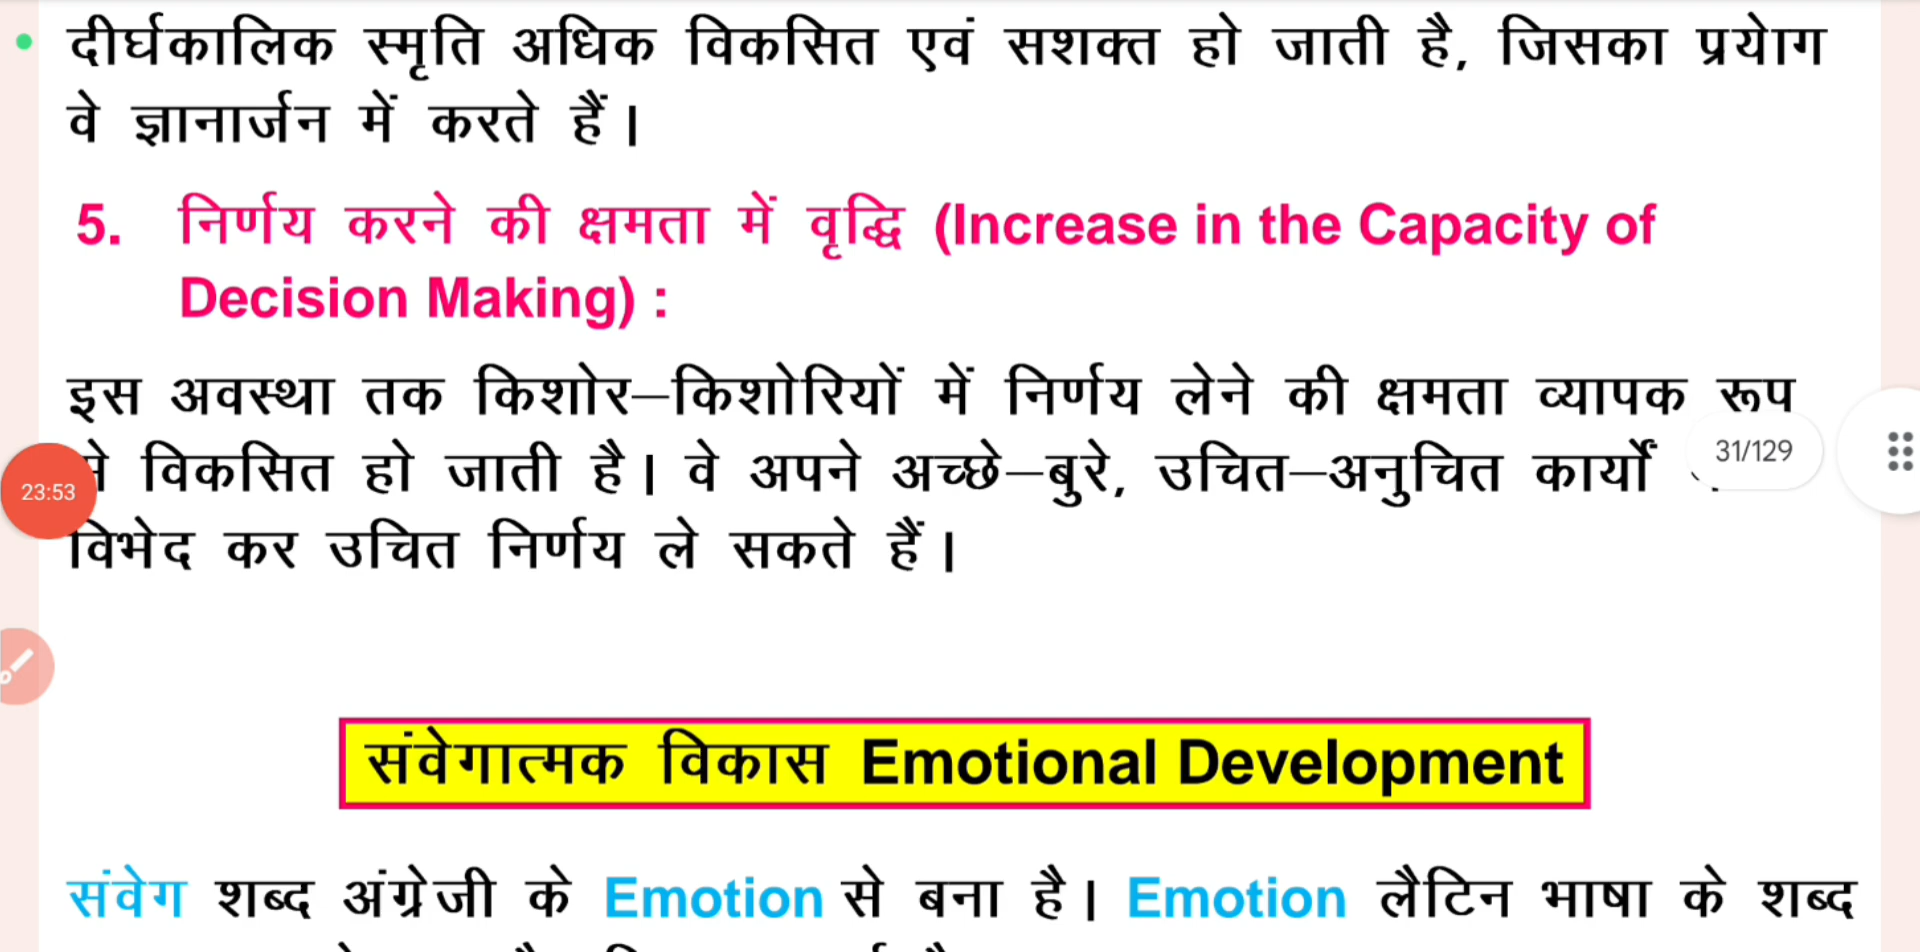 दीर्घकालिक स्मृति अधिक विकसित एवं सशक्त हो जाती है, जिसका प्रयोग
वे ज्ञानार्जन में करते हैं।
5. निर्णय करने की क्षमता में वृद्धि (Increase in the Capacity of
Decision Making) :
इस अवस्था तक किशोर–किशोरियों में निर्णय लेने की क्षमता व्यापक रूप
विकसित हो जाती है। वे अपने अच्छे–बुरे, उचित–अनुचित कार्यों
31/129
23:53
विभेद कर उचित निर्णय ले सकते हैं।
संवेगात्मक विकास Emotional Development
संवेग शब्द अंग्रेजी के Emotion से बना है। Emotion लैटिन भाषा के शब्द